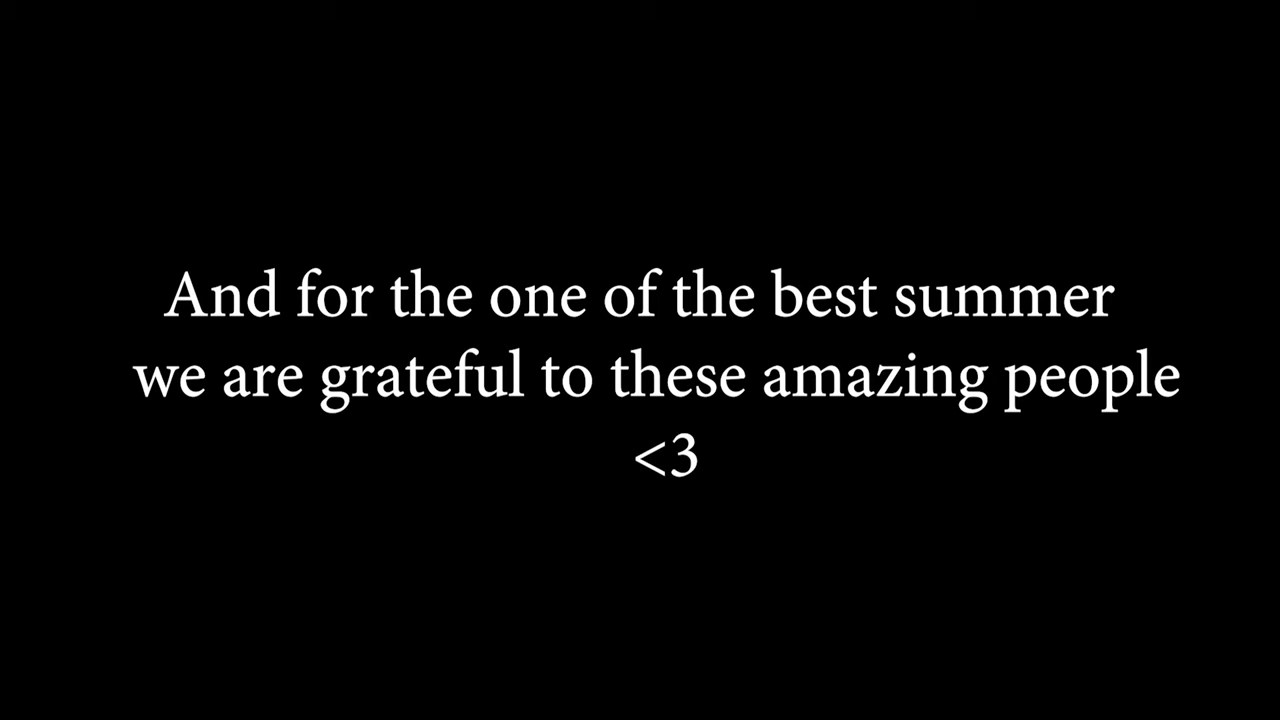 And for the one of the best summer
we are grateful to these amazing people
<3